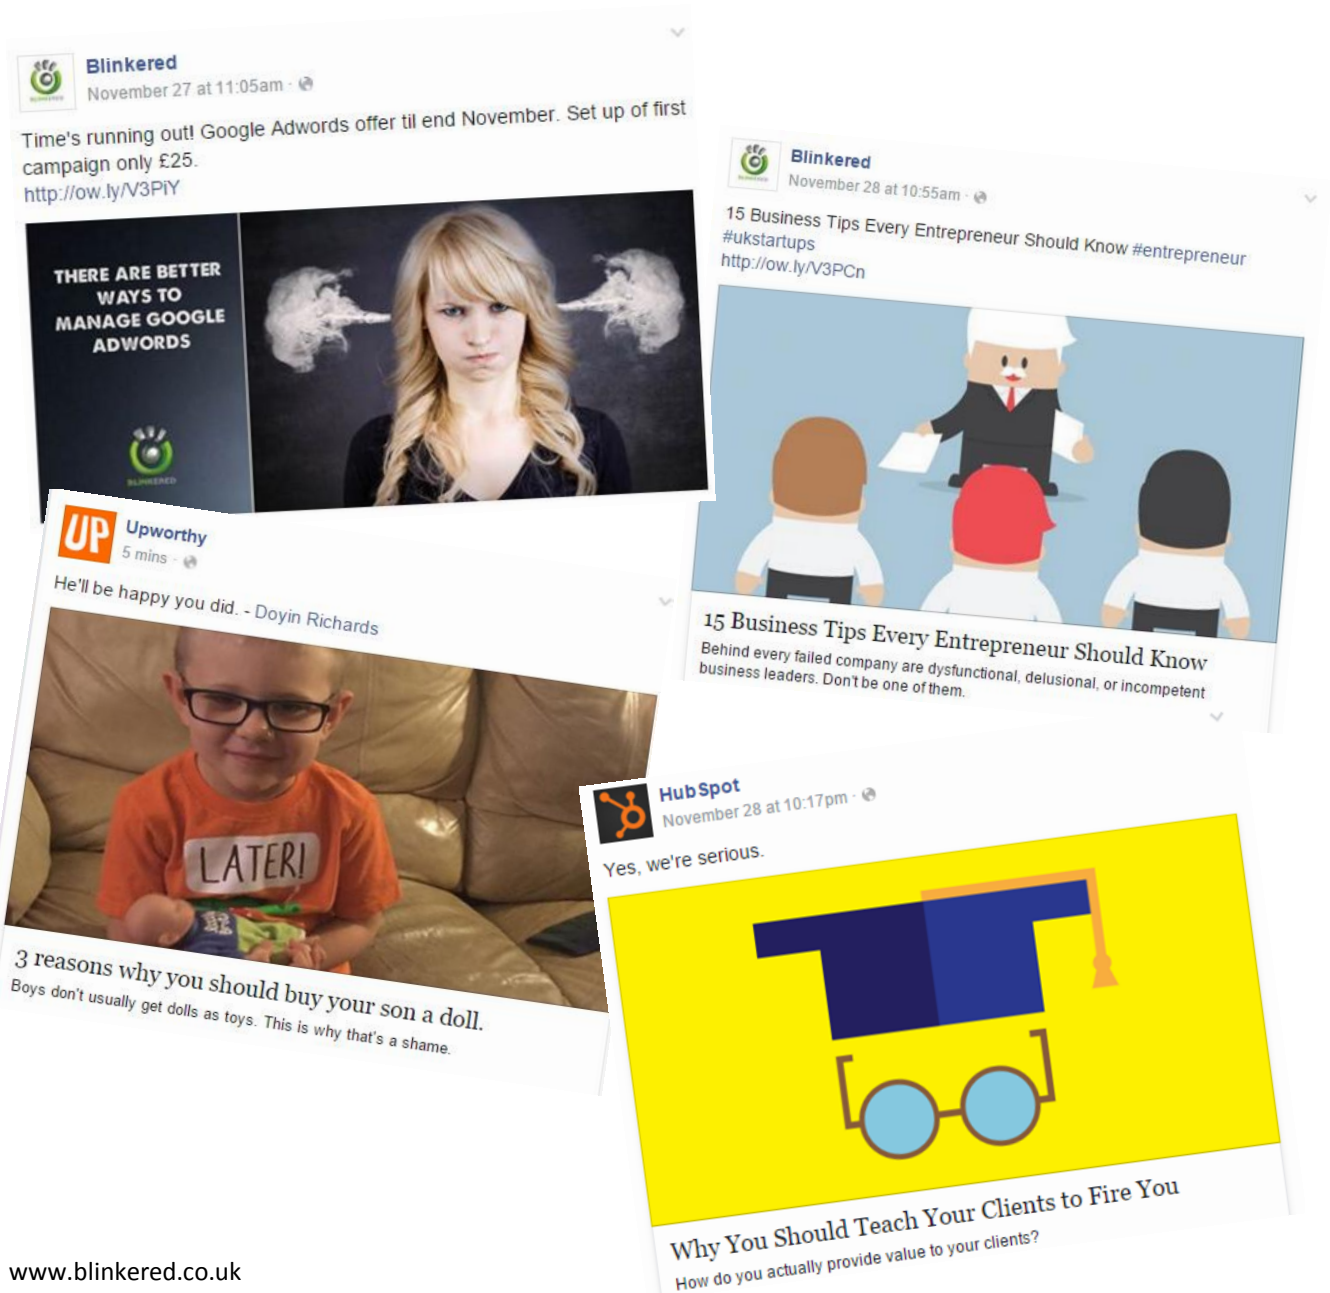 Blinkered
November 27 at 11:05am ·
Time's running out! Google Adwords offer til end November. Set up of first
campaign only £25.
http://ow.ly/V3PiY
THERE ARE BETTER
WAYS TO
MANAGE GOOGLE
ADWORDS
BLINKERED
Blinkered
November 28 at 10:55am ·
15 Business Tips Every Entrepreneur Should Know #entrepreneur
#ukstartups
http://ow.ly/V3PCn
15 Business Tips Every Entrepreneur Should Know
Behind every failed company are dysfunctional, delusional, or incompetent
business leaders. Don't be one of them.
UP
Upworthy
5 mins ·
He'll be happy you did. - Doyin Richards
LATER!
3 reasons why you should buy your son a doll.
Boys don't usually get dolls as toys. This is why that's a shame.
HubSpot
November 28 at 10:17pm ·
Yes, we're serious.
Why You Should Teach Your Clients to Fire You
How do you actually provide value to your clients?
www.blinkered.co.uk